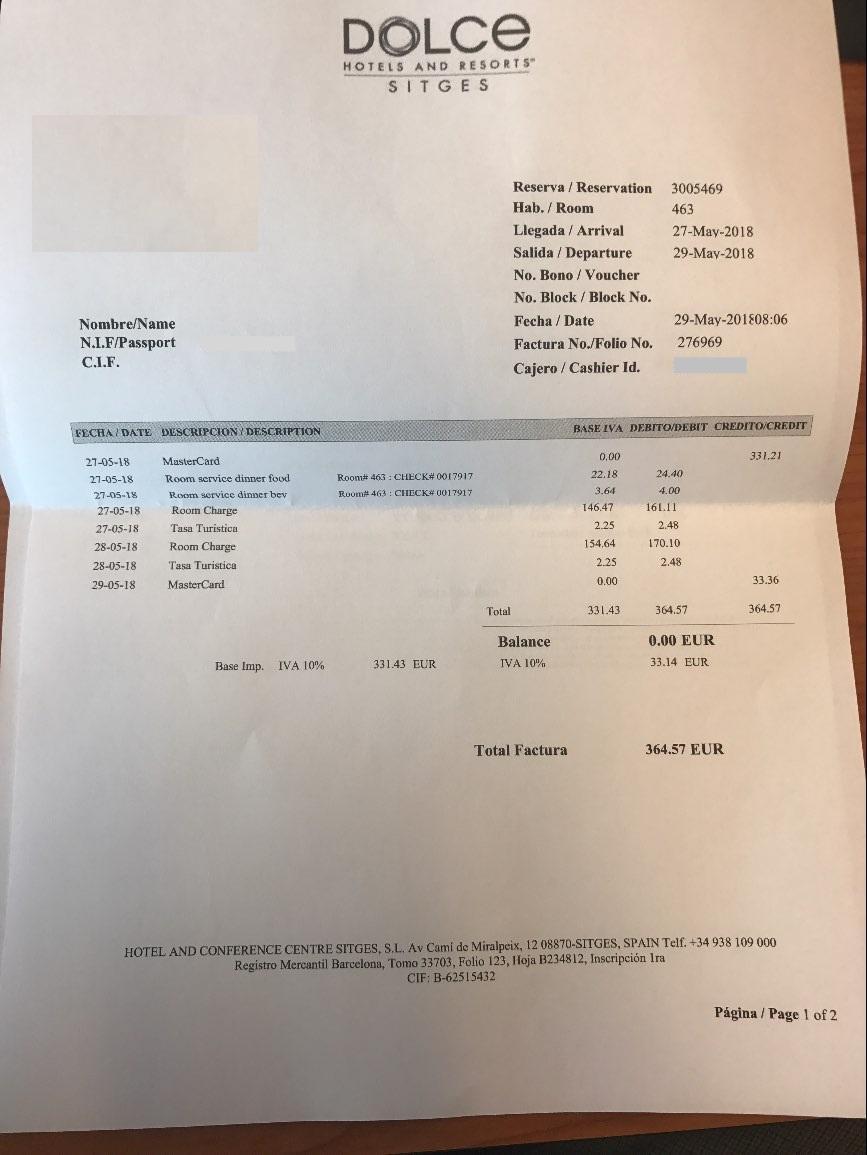 DOLCE
HOTELS AND RESORTS
SITGES
Reserva / Reservation 3005469
Hab. / Room 463
Llegada / Arrival 27-May-2018
Salida / Departure 29-May-2018
No. Bono / Voucher
No. Block / Block No.
Nombre/Name
N.I.F/Passport
C.I.F.
Fecha / Date 29-May-201808:06
Factura No./Folio No. 276969
Cajero / Cashier Id.
FECHA / DATE DESCRIPCION / DESCRIPTION BASE IVA DEBITO/DEBIT CREDITO/CREDIT
27-05-18 MasterCard 0.00 331.21
27-05-18 Room service dinner food Room# 463 : CHECK# 0017917 22.18 24.40
27-05-18 Room service dinner bev Room# 463 : CHECK# 0017917 3.64 4.00
27-05-18 Room Charge 146.47 161.11
27-05-18 Tasa Turistica 2.25 2.48
28-05-18 Room Charge 154.64 170.10
28-05-18 Tasa Turistica 2.25 2.48
29-05-18 MasterCard 0.00 33.36
Total 331.43 364.57 364.57
Balance 0.00 EUR
Base Imp. IVA 10% 331.43 EUR IVA 10% 33.14 EUR
Total Factura 364.57 EUR
HOTEL AND CONFERENCE CENTRE SITGES, S.L. Av Cami de Miralpeix, 12 08870-SITGES, SPAIN Telf. +34 938 109 000
Registro Mercantil Barcelona, Tomo 33703, Folio 123, Hoja B234812, Inscripción 1ra
CIF: B-62515432
Página / Page 1 of 2